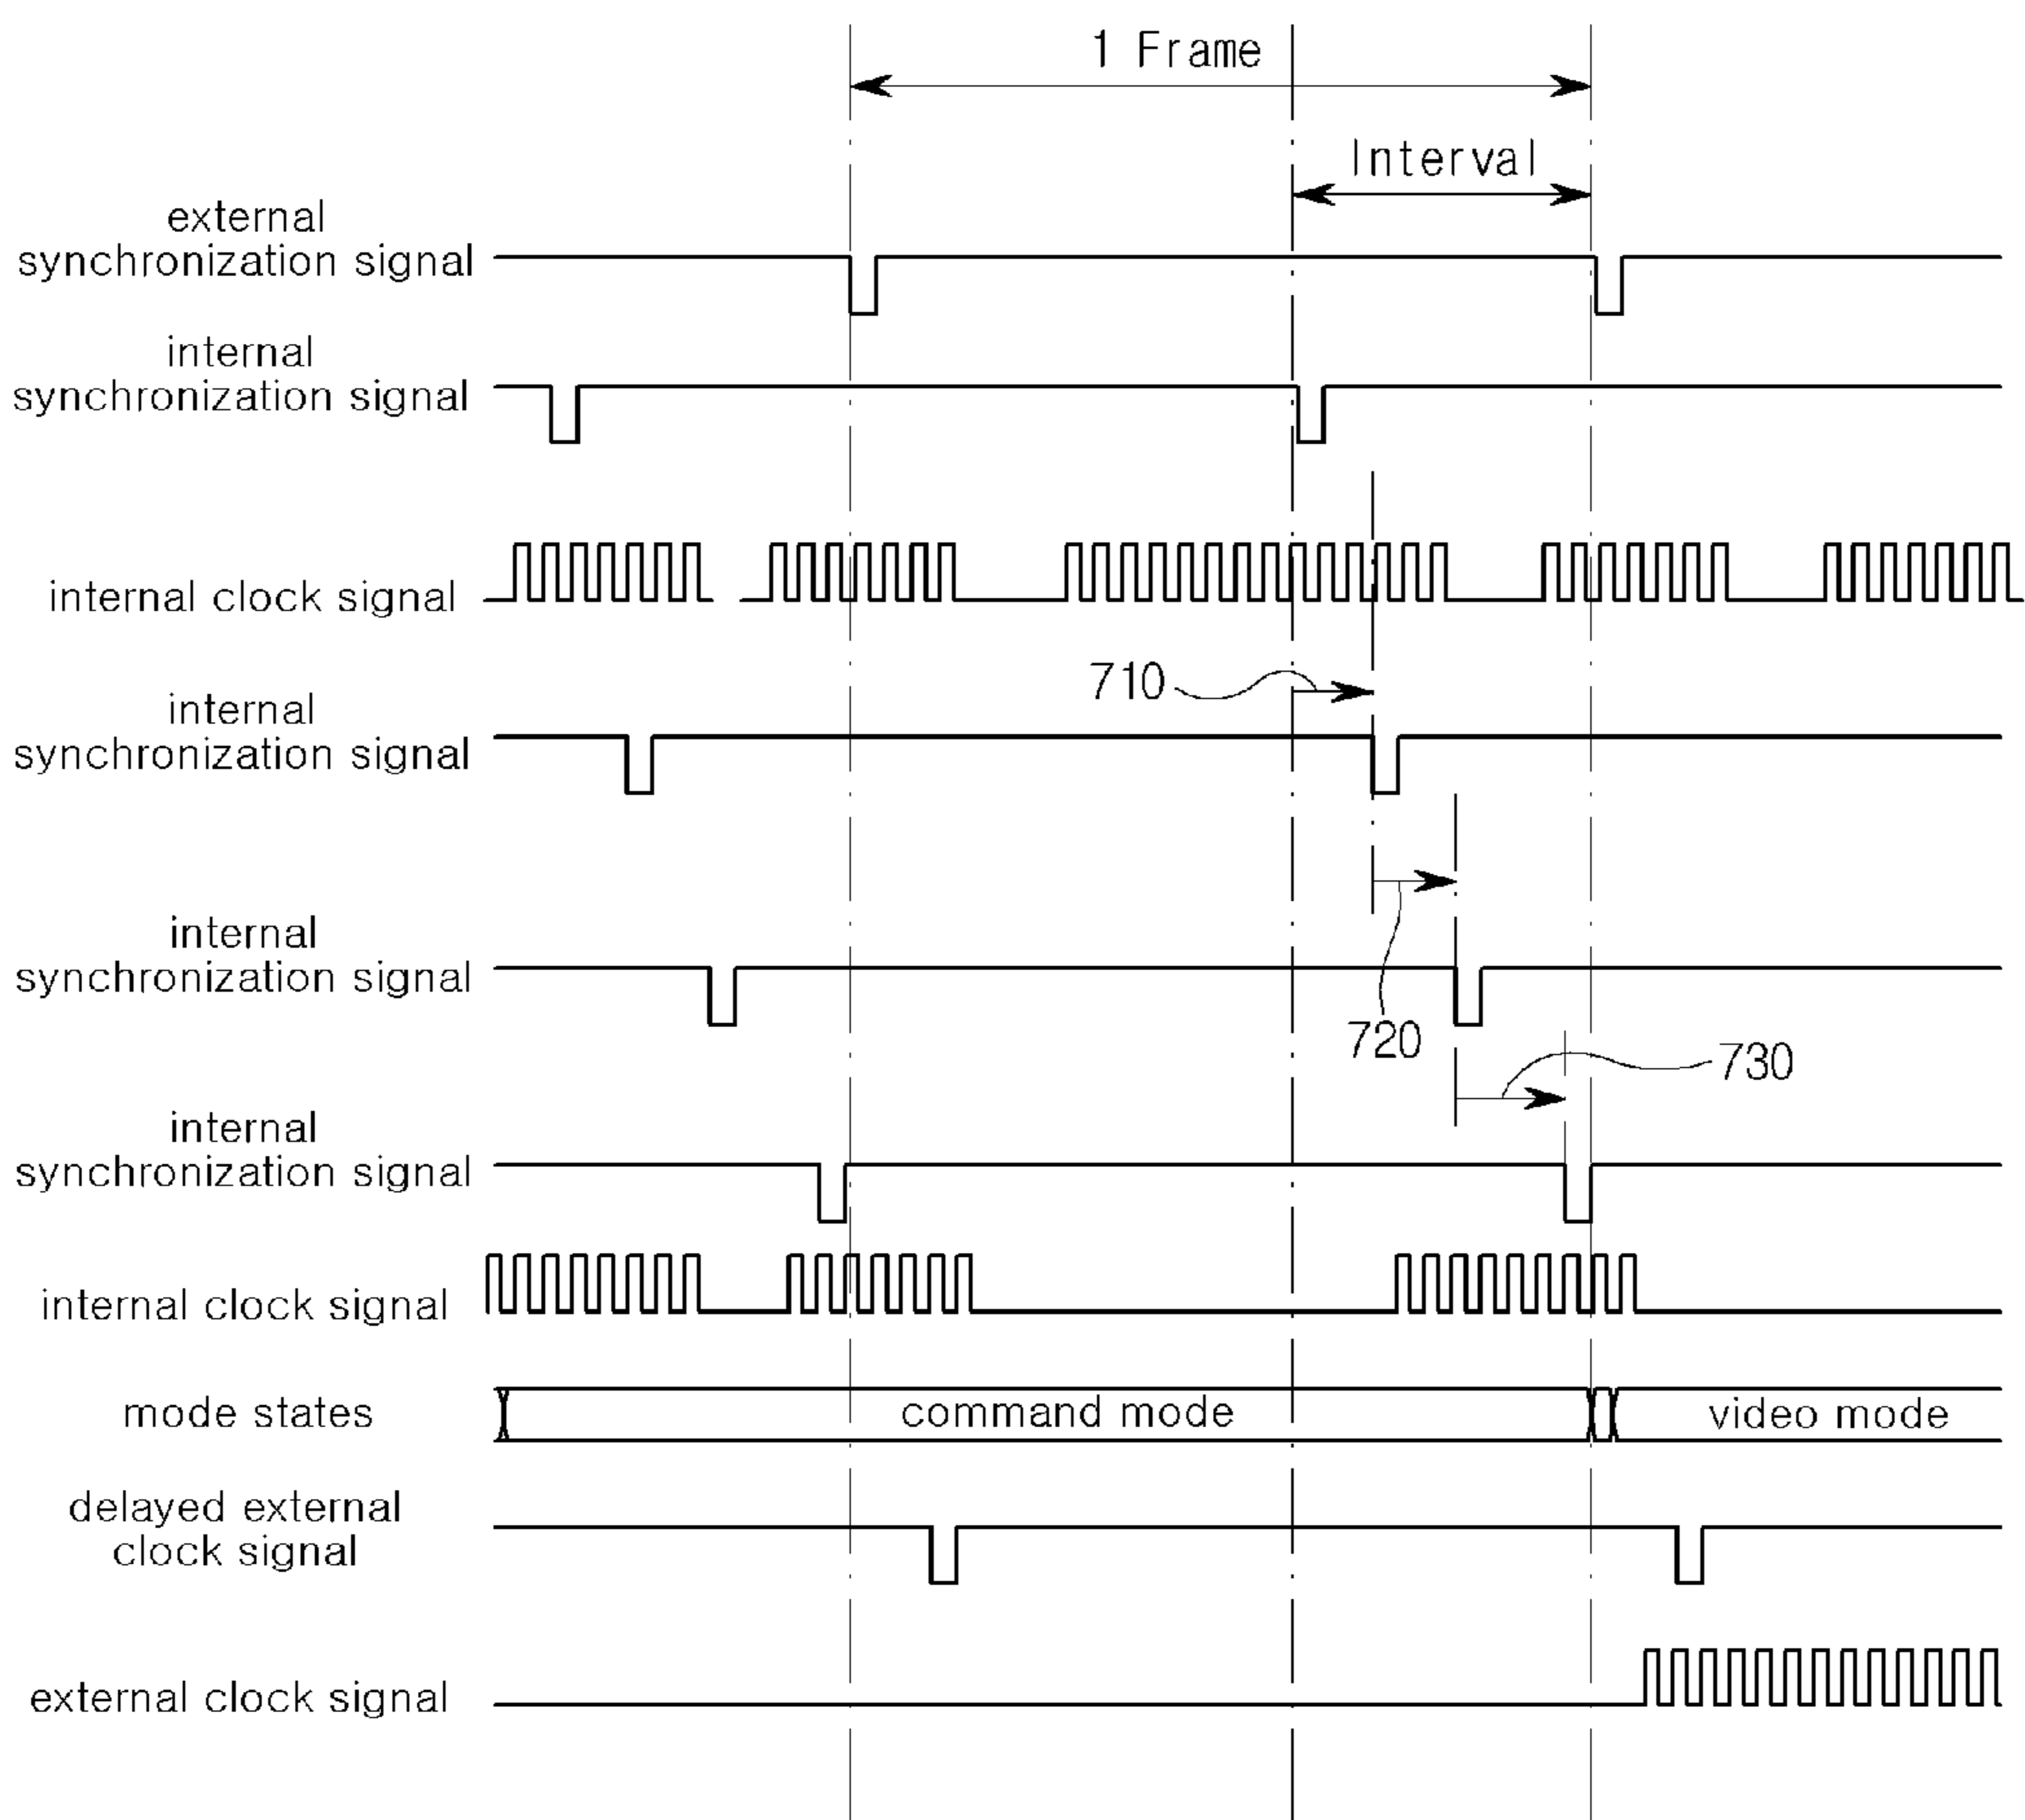 1 Frame
Interval
external
synchronization signal
internal
synchronization signal
internal clock signal
710
internal
synchronization signal
internal
synchronization signal
720
730
internal
synchronization signal
internal clock signal
mode states
command mode
video mode
delayed external
clock signal
external clock signal